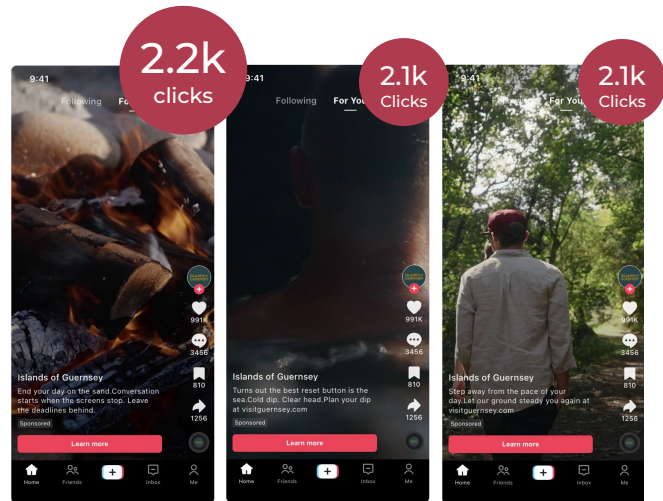 2.2k
clicks
9:41
Following
991K
3456
810
1256
Islands of Guernsey
End your day on the sand.Conversation
starts when the screens stop. Leave
the deadlines behind.
Sponsored
Learn more
Home
Friends
Inbox
Me
2.1k
Clicks
9:41
Following
For You
991K
3456
810
1256
Islands of Guernsey
Turns out the best reset button is the
sea.Cold dip. Clear head.Plan your dip
at visitguernsey.com
Sponsored
Learn more
Home
Friends
Inbox
Me
2.1k
Clicks
9:41
Following
For You
991K
3456
810
1256
Islands of Guernsey
Step away from the pace of your
day.Let our ground steady you again at
visitguernsey.com
Sponsored
Learn more
Home
Friends
Inbox
Me